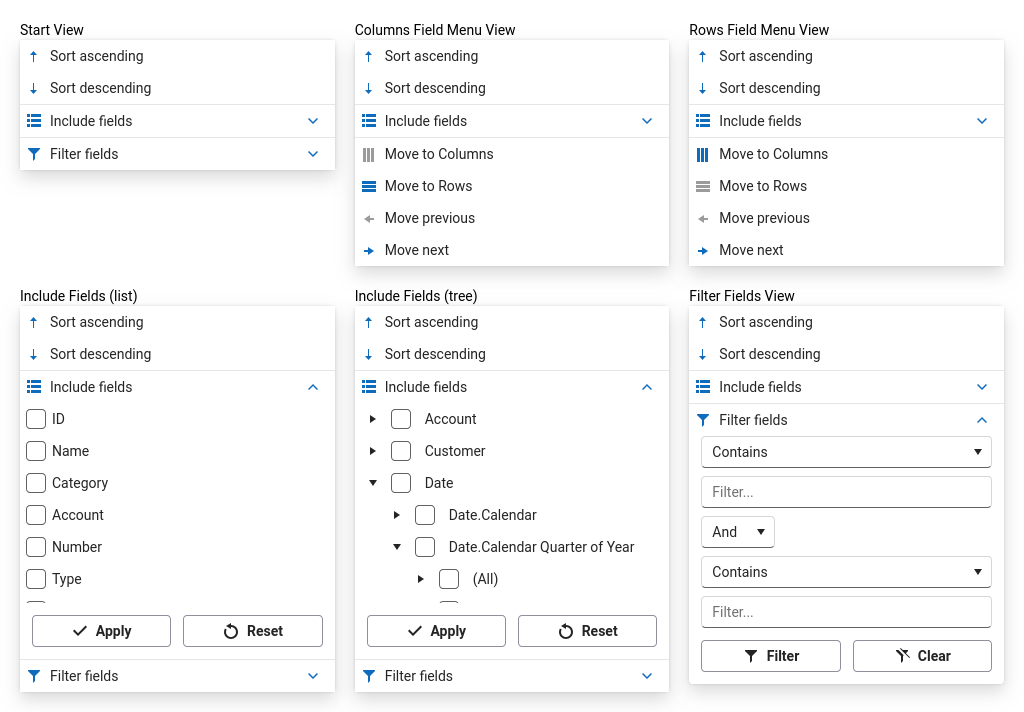 Start View
Sort ascending
Sort descending
Include fields
Filter fields
Columns Field Menu View
Sort ascending
Sort descending
Include fields
Move to Columns
Move to Rows
Move previous
Move next
Rows Field Menu View
Sort ascending
Sort descending
Include fields
Move to Columns
Move to Rows
Move previous
Move next
Include Fields (list)
Sort ascending
Sort descending
Include fields
ID
Name
Category
Account
Number
Type
Apply Reset
Filter fields
Include Fields (tree)
Sort ascending
Sort descending
Include fields
Account
Customer
Date
Date.Calendar
Date.Calendar Quarter of Year
(All)
Apply Reset
Filter fields
Filter Fields View
Sort ascending
Sort descending
Include fields
Filter fields
Contains
Filter...
And
Contains
Filter...
Filter Clear